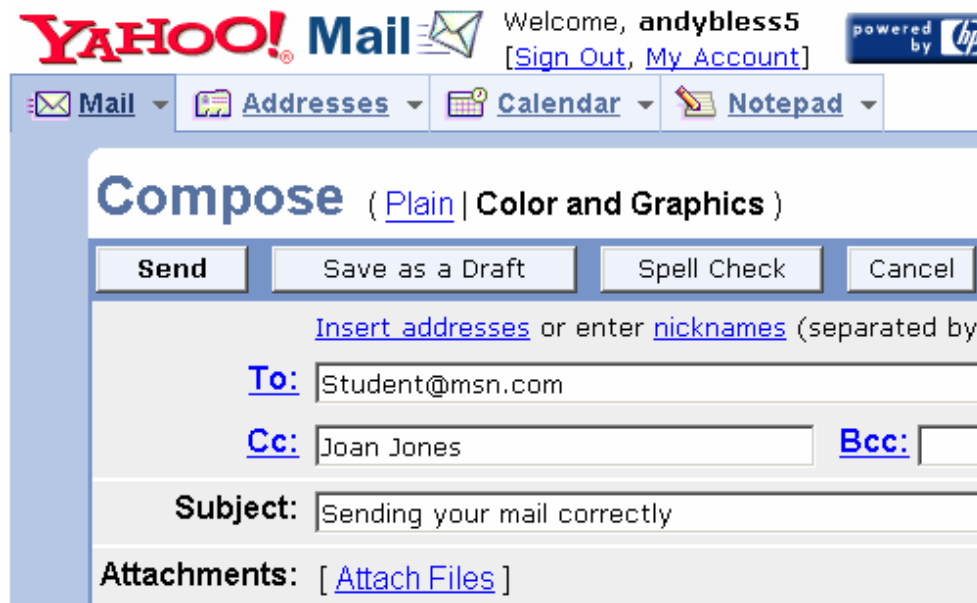 YAHOO! Mail
Welcome, andybless5
[Sign Out, My Account]
powered by hp
Mail Addresses Calendar Notepad
Compose ( Plain | Color and Graphics )
Send Save as a Draft Spell Check Cancel
Insert addresses or enter nicknames (separated by
To: Student@msn.com
Cc: Joan Jones Bcc:
Subject: Sending your mail correctly
Attachments: [ Attach Files ]